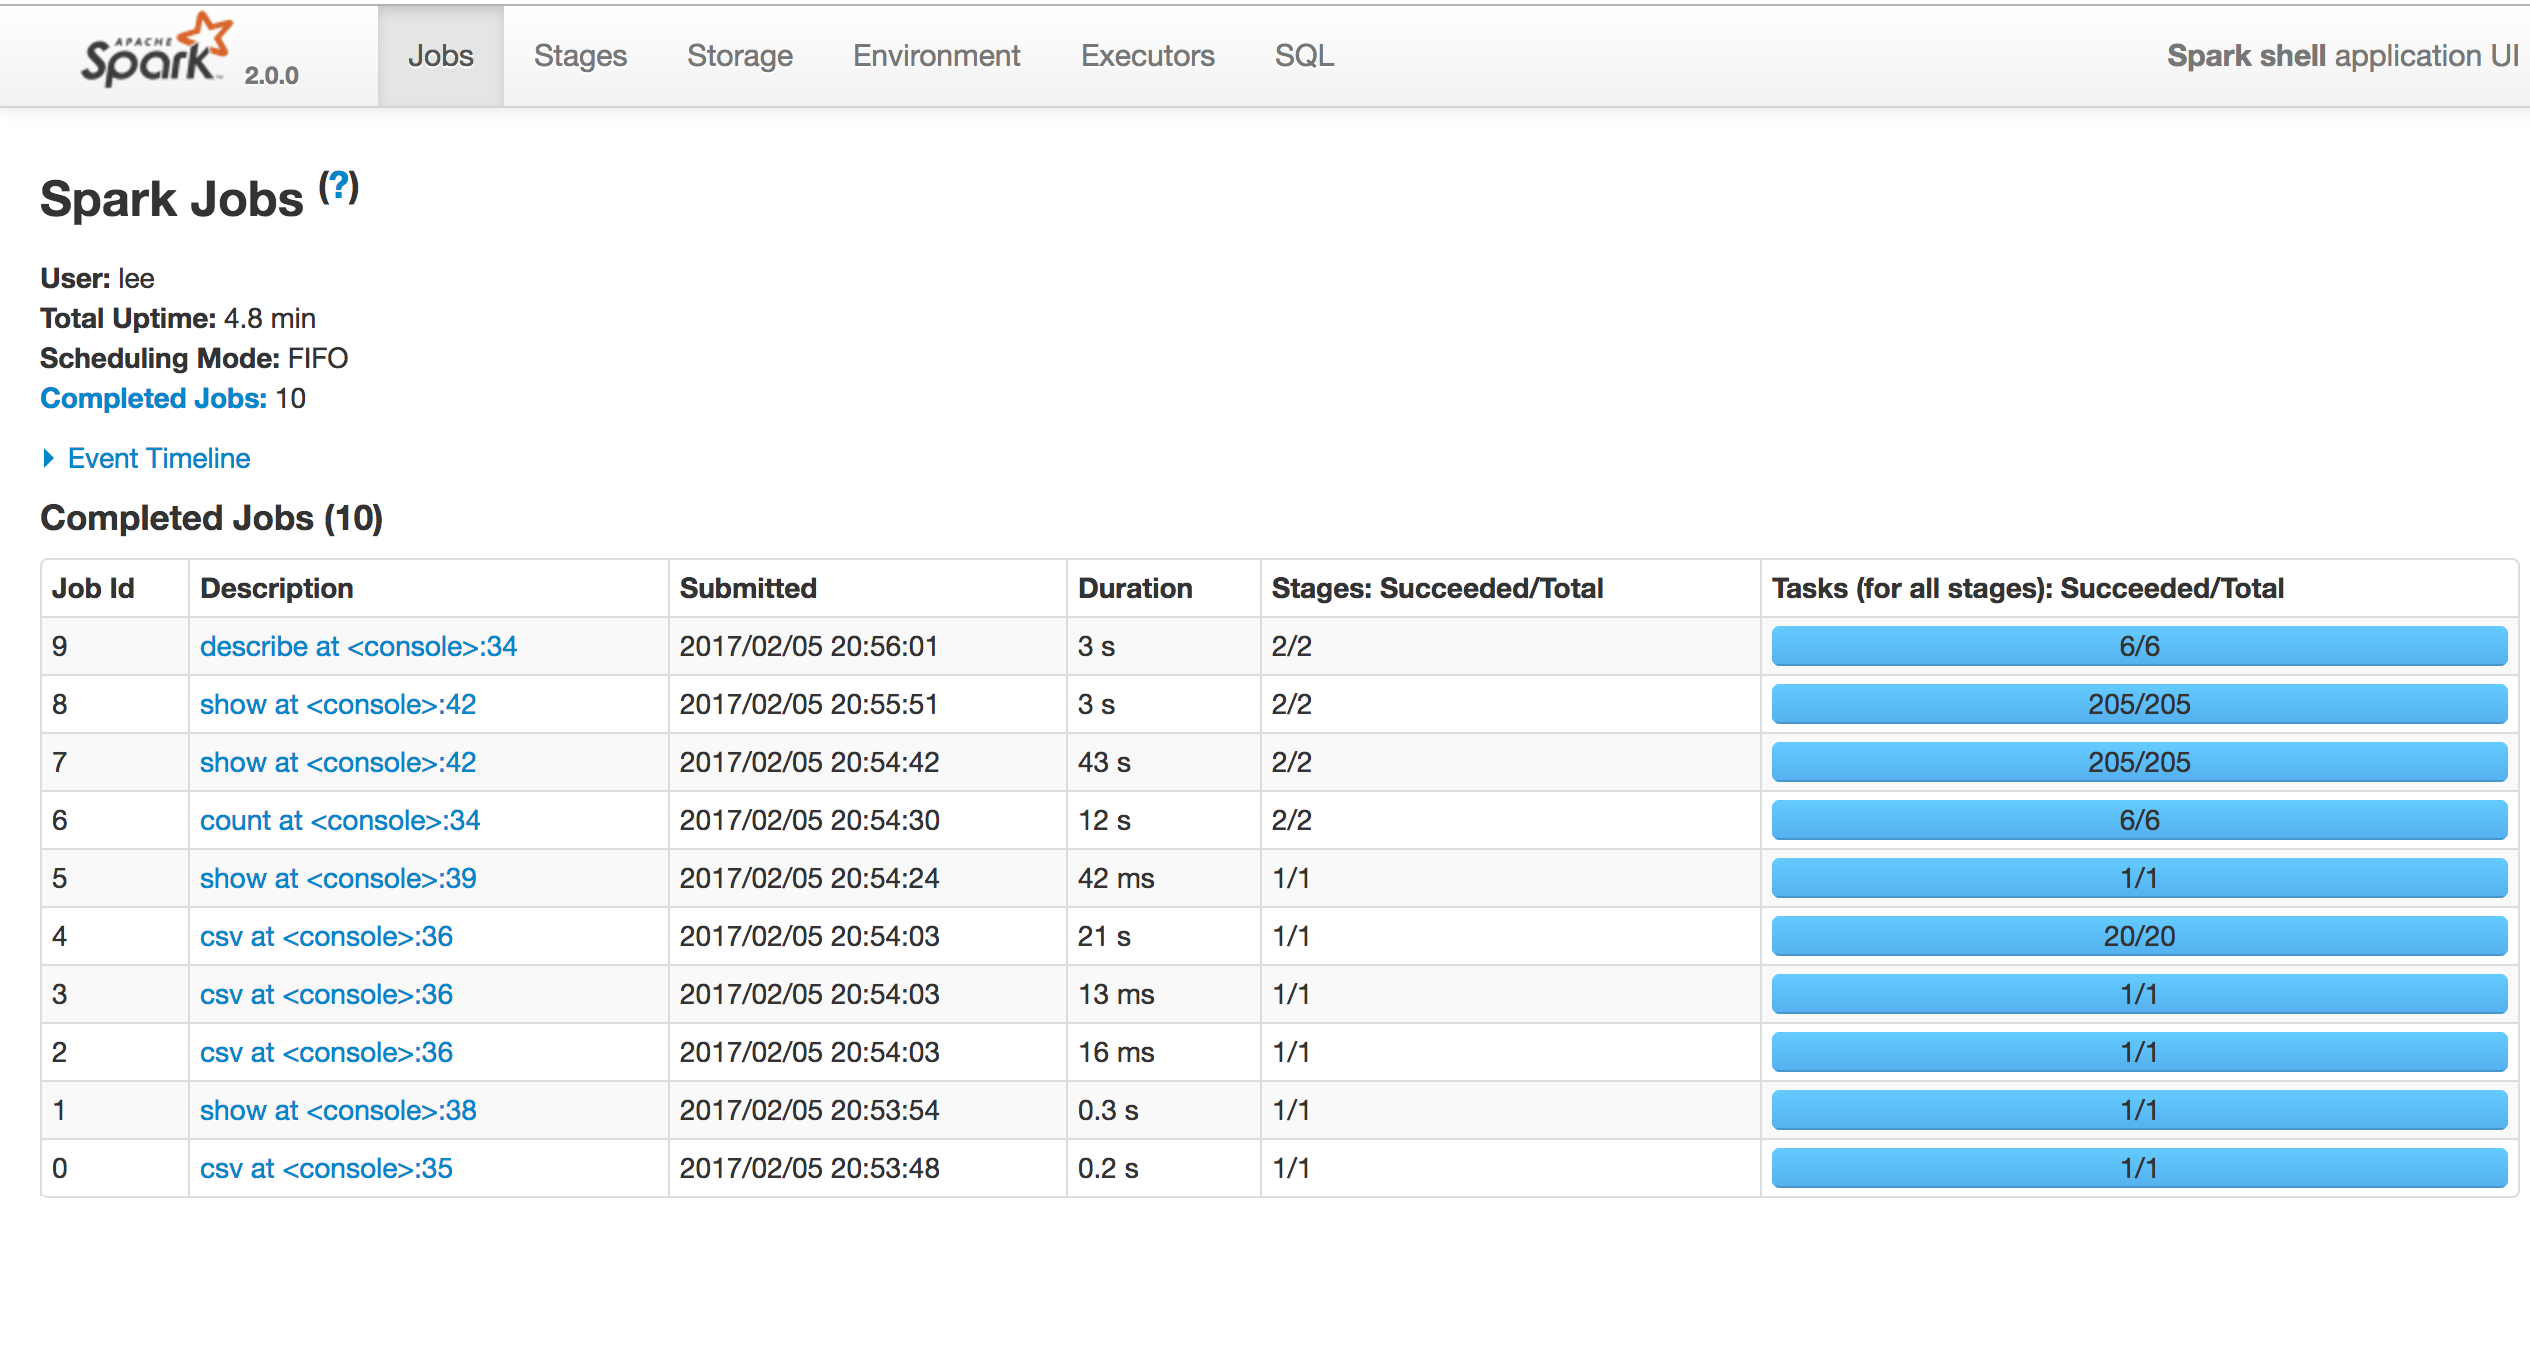 APACHE
Spark™ 2.0.0 Jobs Stages Storage Environment Executors SQL Spark shell application UI
Spark Jobs (?)
User: lee
Total Uptime: 4.8 min
Scheduling Mode: FIFO
Completed Jobs: 10
Event Timeline
Completed Jobs (10)
Job Id Description Submitted Duration Stages: Succeeded/Total Tasks (for all stages): Succeeded/Total
9 describe at <console>:34 2017/02/05 20:56:01 3 s 2/2 6/6
8 show at <console>:42 2017/02/05 20:55:51 3 s 2/2 205/205
7 show at <console>:42 2017/02/05 20:54:42 43 s 2/2 205/205
6 count at <console>:34 2017/02/05 20:54:30 12 s 2/2 6/6
5 show at <console>:39 2017/02/05 20:54:24 42 ms 1/1 1/1
4 csv at <console>:36 2017/02/05 20:54:03 21 s 1/1 20/20
3 csv at <console>:36 2017/02/05 20:54:03 13 ms 1/1 1/1
2 csv at <console>:36 2017/02/05 20:54:03 16 ms 1/1 1/1
1 show at <console>:38 2017/02/05 20:53:54 0.3 s 1/1 1/1
0 csv at <console>:35 2017/02/05 20:53:48 0.2 s 1/1 1/1